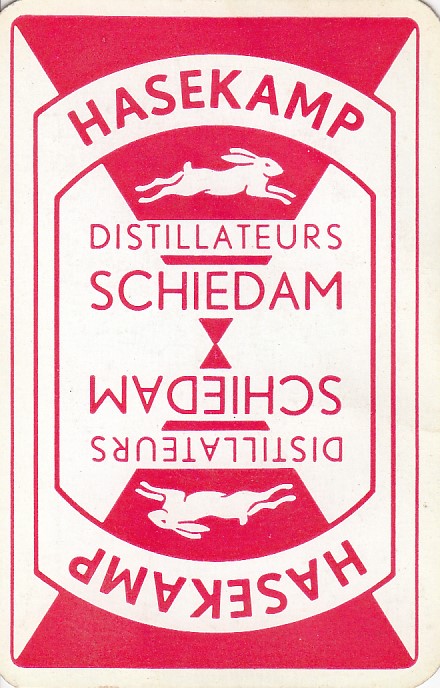 HASEKAMP
DISTILLATEURS
SCHIEDAM
SCHIEDAM
DISTILLATEURS
HASEKAMP